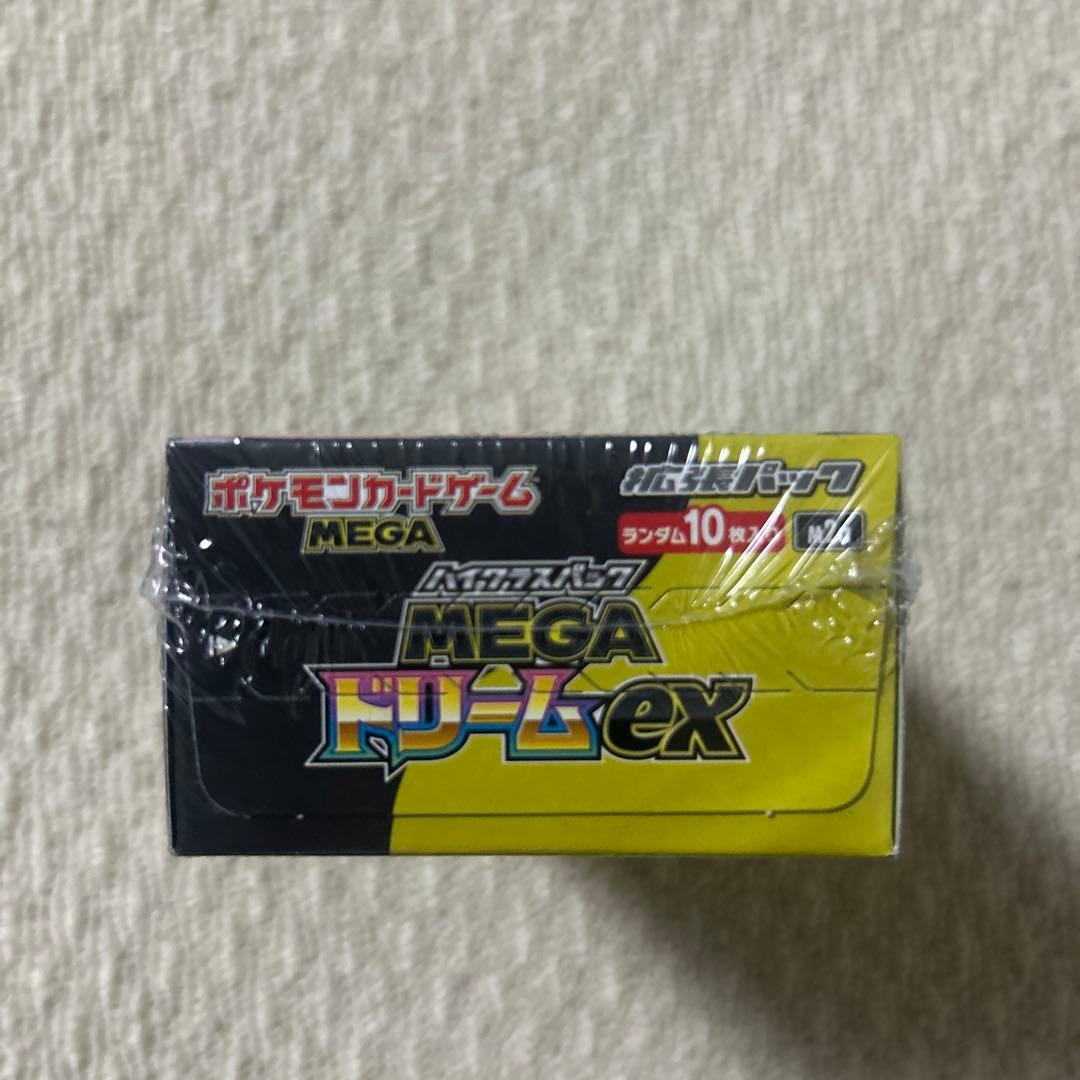 ポケモンカードゲーム
MEGA
拡張パック
ランダム10枚入り
ハイクラスパック
MEGA
ドリームex